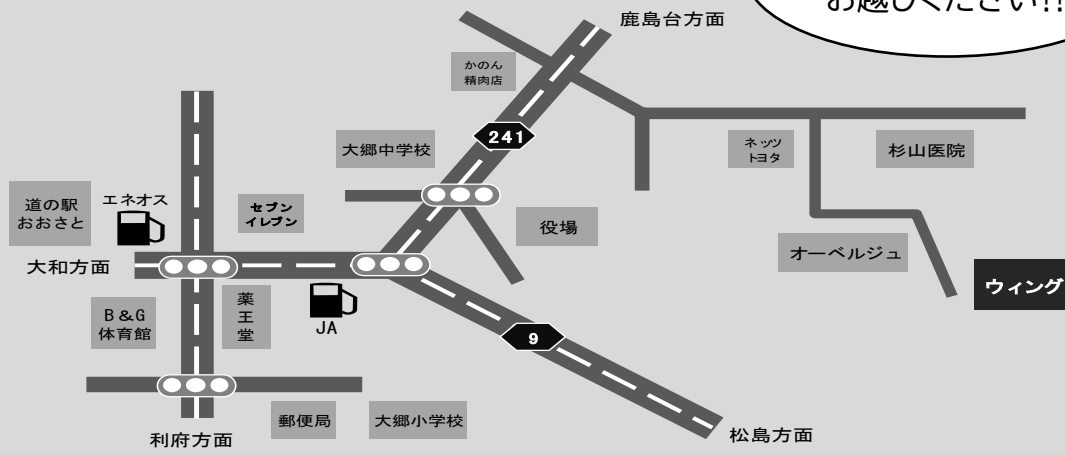 お越しください!!
鹿島台方面
かのん
精肉店
241
大郷中学校
ネッツ
トヨタ
杉山医院
道の駅
おおさと
エネオス
セブン
イレブン
役場
オーベルジュ
大和方面
ウィング
B&G
体育館
薬
王
堂
JA
9
郵便局
大郷小学校
利府方面
松島方面